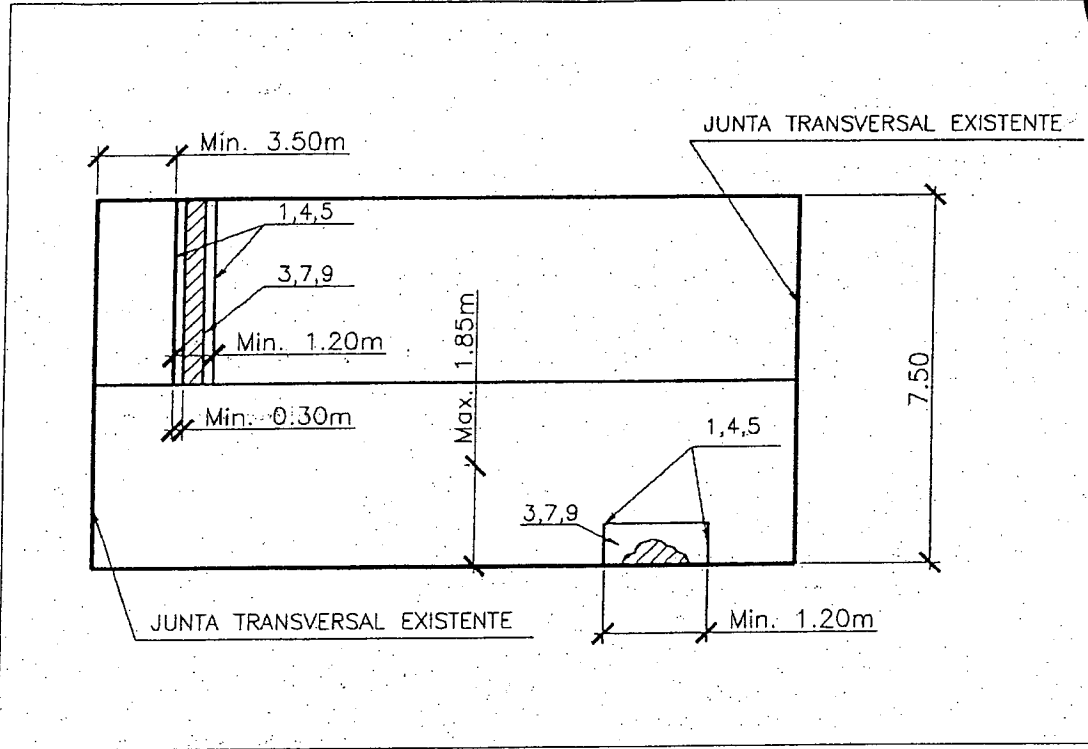 JUNTA TRANSVERSAL EXISTENTE
Min. 3.50m
1,4,5
3,7,9
Min. 1.20m
Max. 1.85m
7.50
Min. 0.30m
1,4,5
3,7,9
JUNTA TRANSVERSAL EXISTENTE
Min. 1.20m